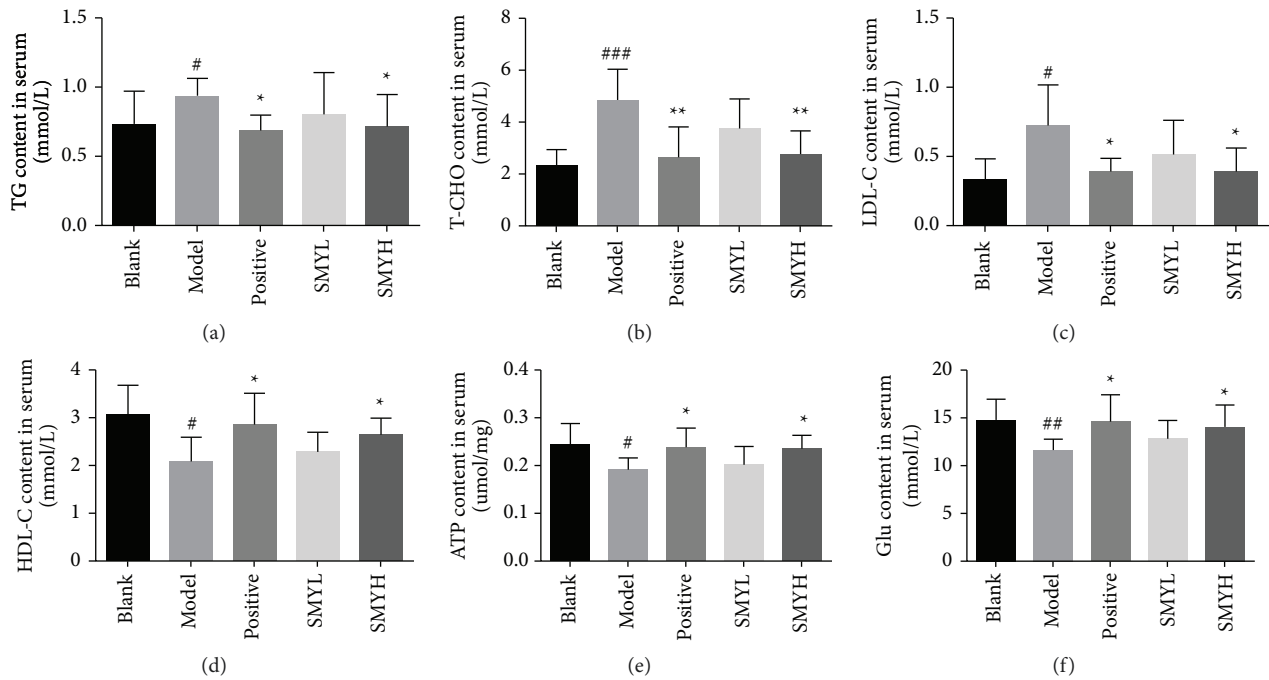 TG content in serum
(mmol/L)
1.5
1.0
0.5
0.0
#
*
*
Blank
Model
Positive
SMYL
SMYH
(a)
T-CHO content in serum
(mmol/L)
8
6
4
2
0
###
**
**
Blank
Model
Positive
SMYL
SMYH
(b)
LDL-C content in serum
(mmol/L)
1.5
1.0
0.5
0.0
#
*
*
Blank
Model
Positive
SMYL
SMYH
(c)
HDL-C content in serum
(mmol/L)
4
3
2
1
0
#
*
*
Blank
Model
Positive
SMYL
SMYH
(d)
ATP content in serum
(umol/mg)
0.4
0.3
0.2
0.1
0.0
#
*
*
Blank
Model
Positive
SMYL
SMYH
(e)
Glu content in serum
(mmol/L)
20
15
10
5
0
##
*
*
Blank
Model
Positive
SMYL
SMYH
(f)